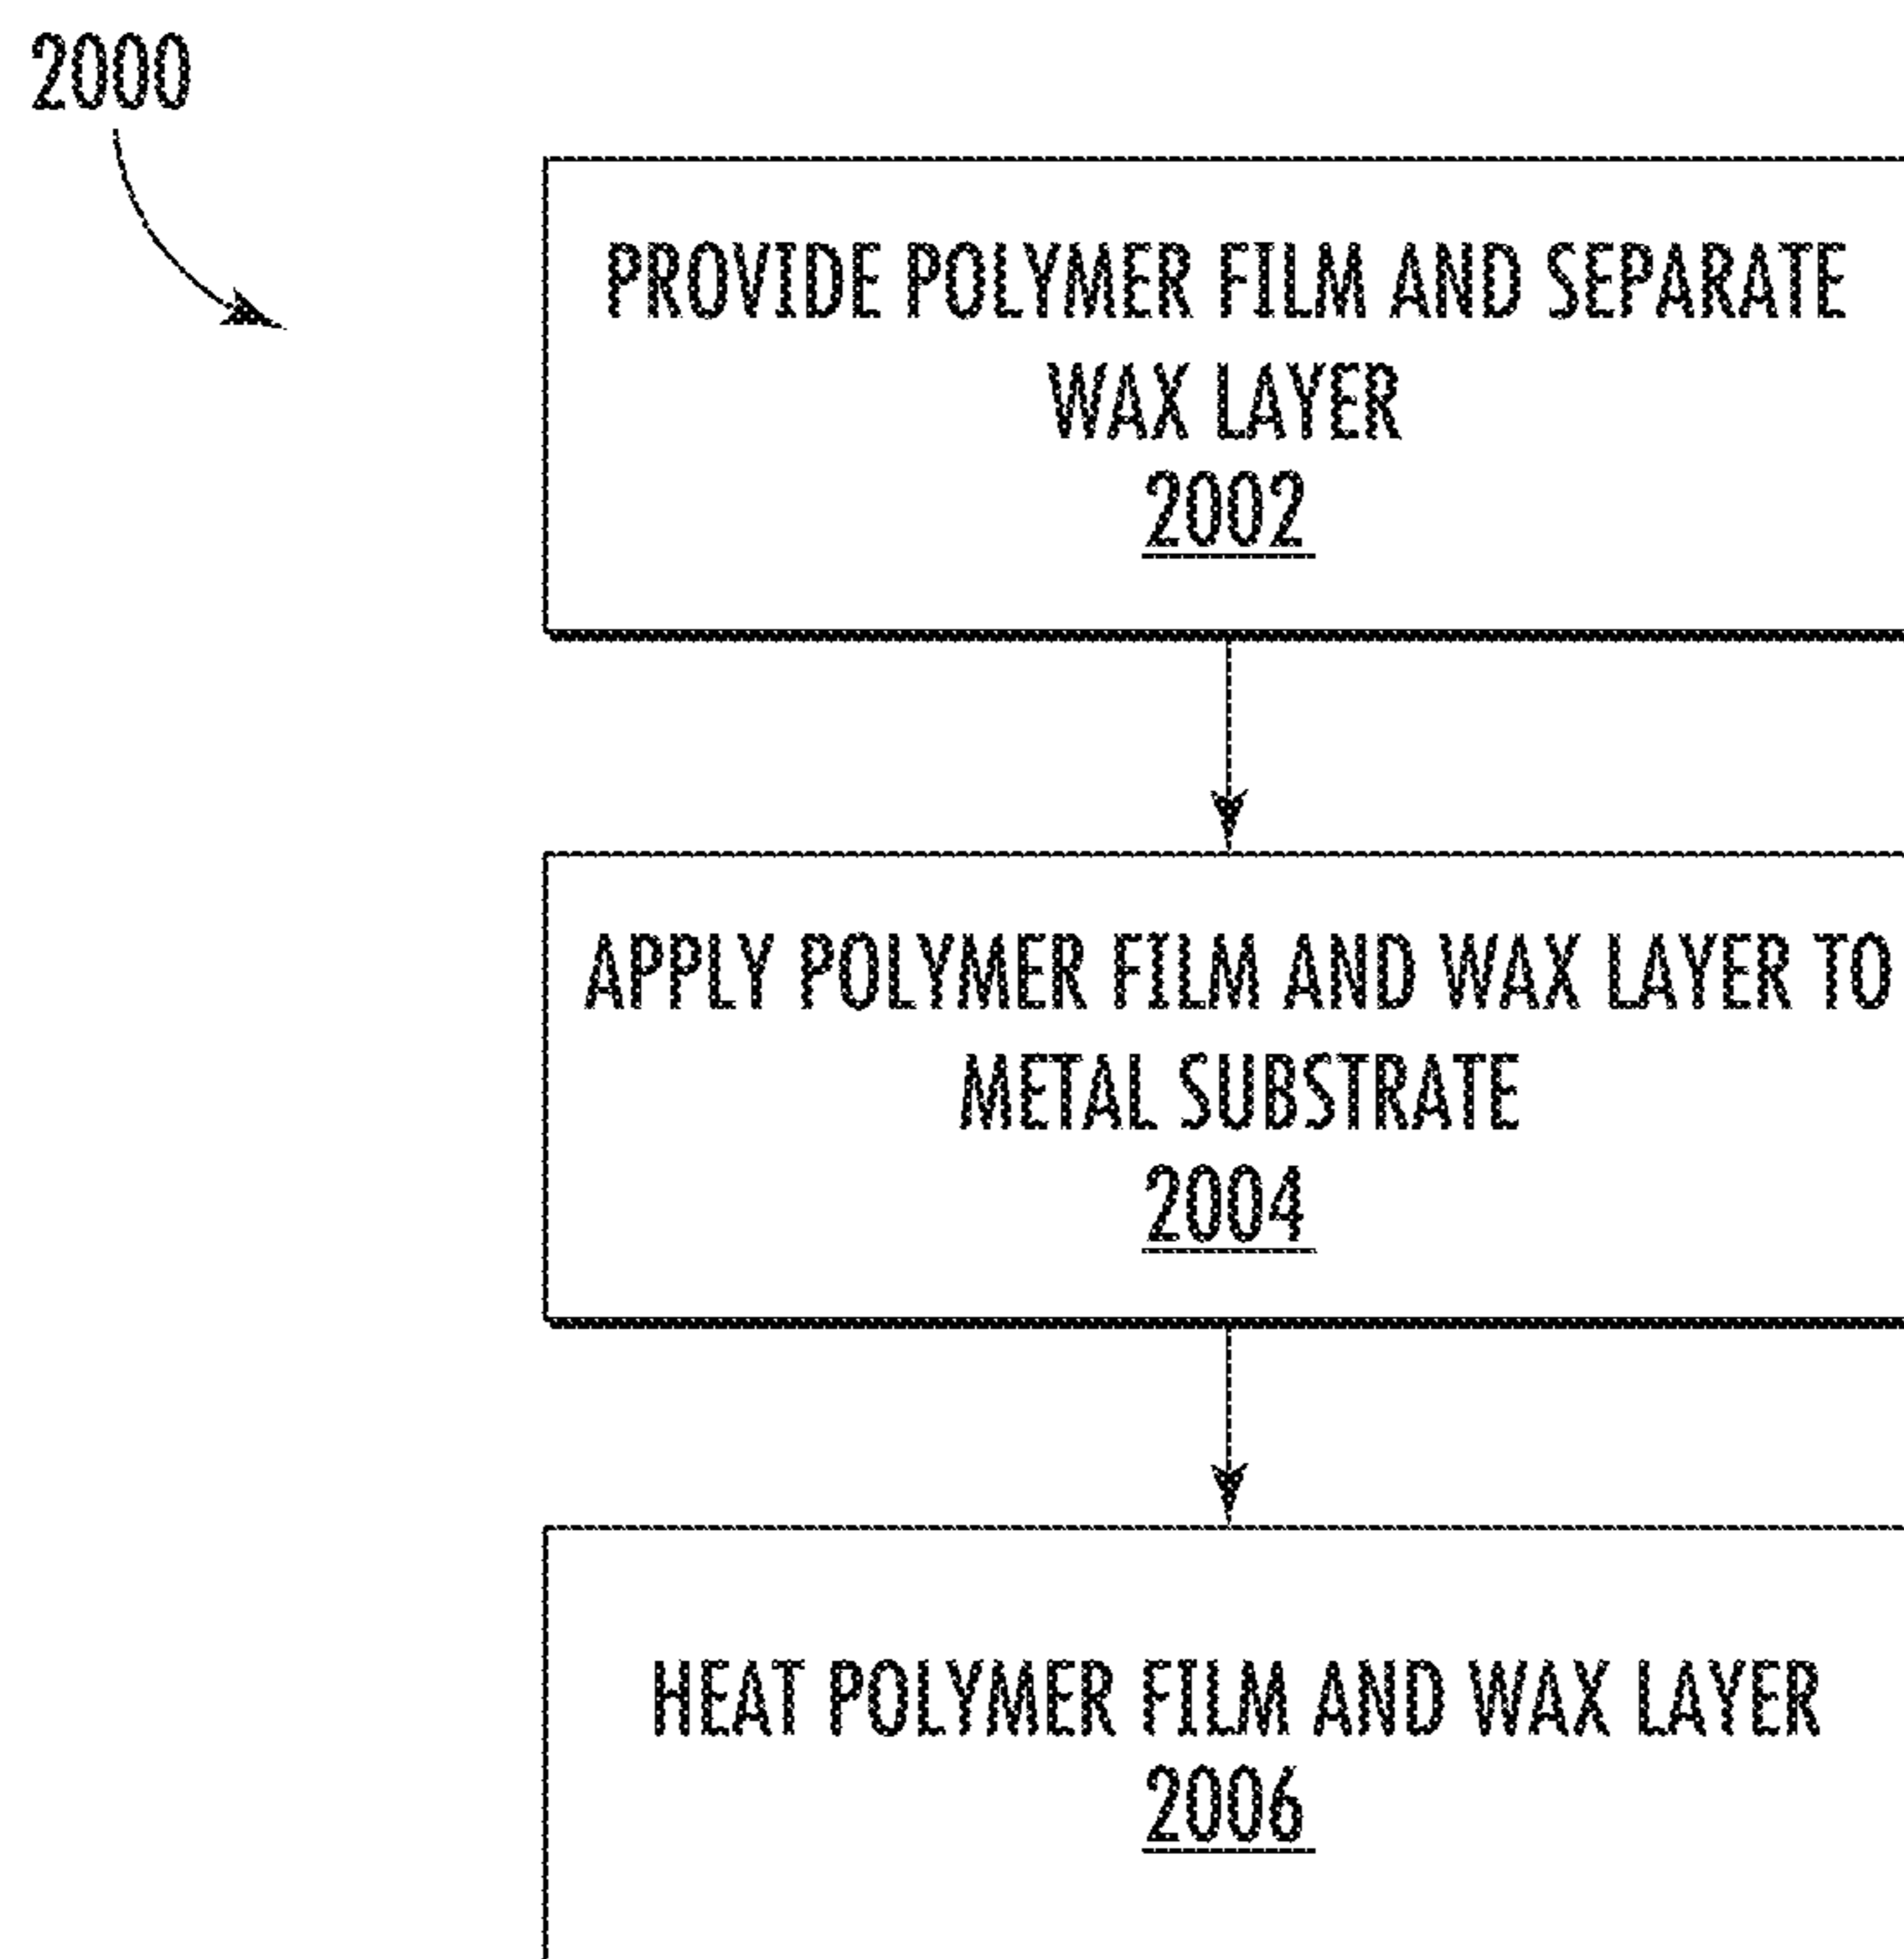 2000
PROVIDE POLYMER FILM AND SEPARATE
WAX LAYER
2002
APPLY POLYMER FILM AND WAX LAYER TO
METAL SUBSTRATE
2004
HEAT POLYMER FILM AND WAX LAYER
2006